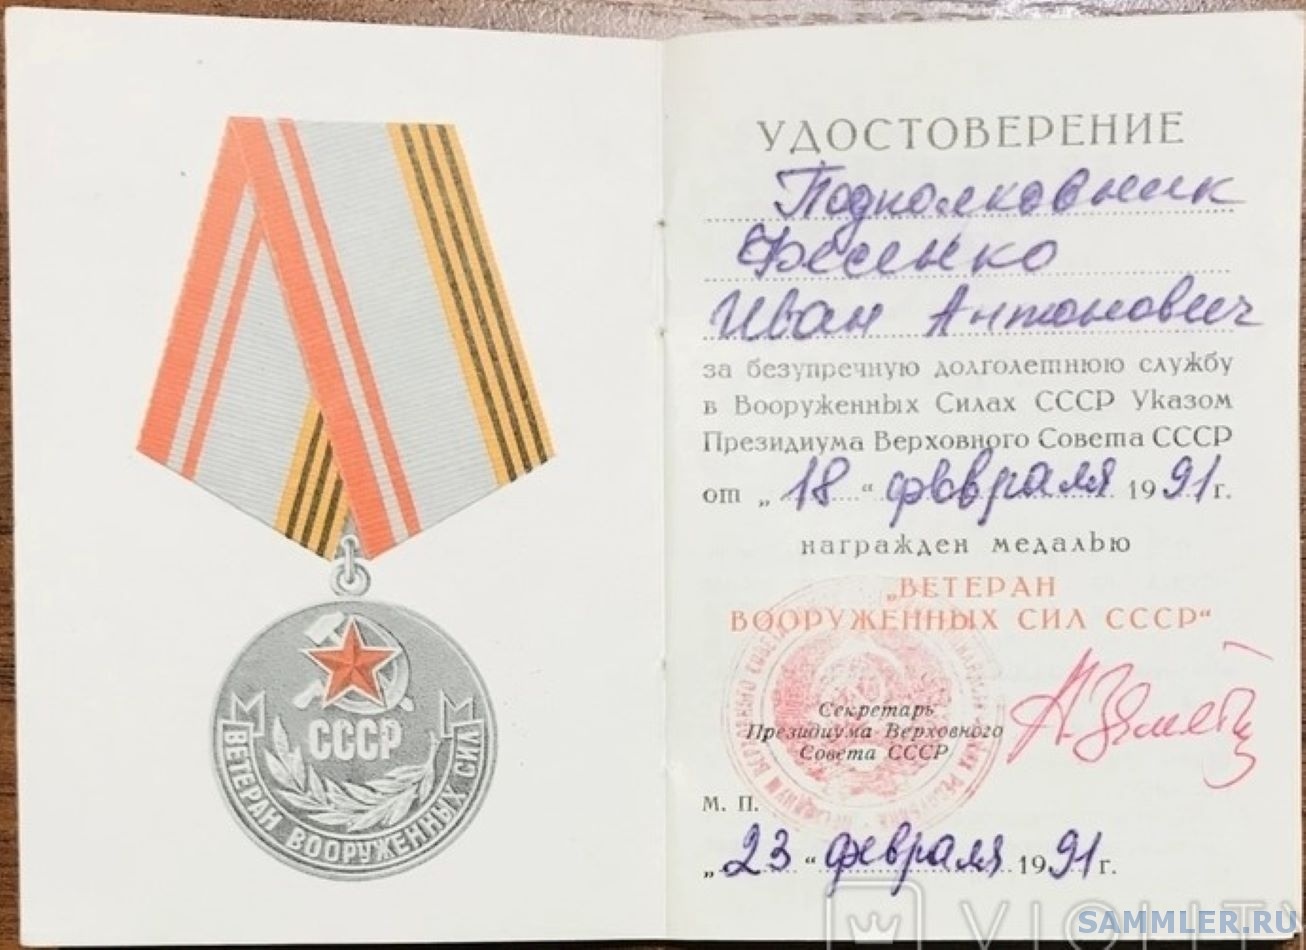 СССР
ВЕТЕРАН ВООРУЖЕННЫХ СИЛ
УДОСТОВЕРЕНИЕ
Подполковник
Фесенко
Иван Антонович
за безупречную долголетнюю службу
в Вооруженных Силах СССР Указом
Президиума Верховного Совета СССР
от „18“ февраля 1991 г.
награжден медалью
„ВЕТЕРАН
ВООРУЖЕННЫХ СИЛ СССР“
Секретарь
Президиума Верховного
Совета СССР
М. П.
„23“ февраля 1991 г.
VIOLITY
SAMMLER.RU